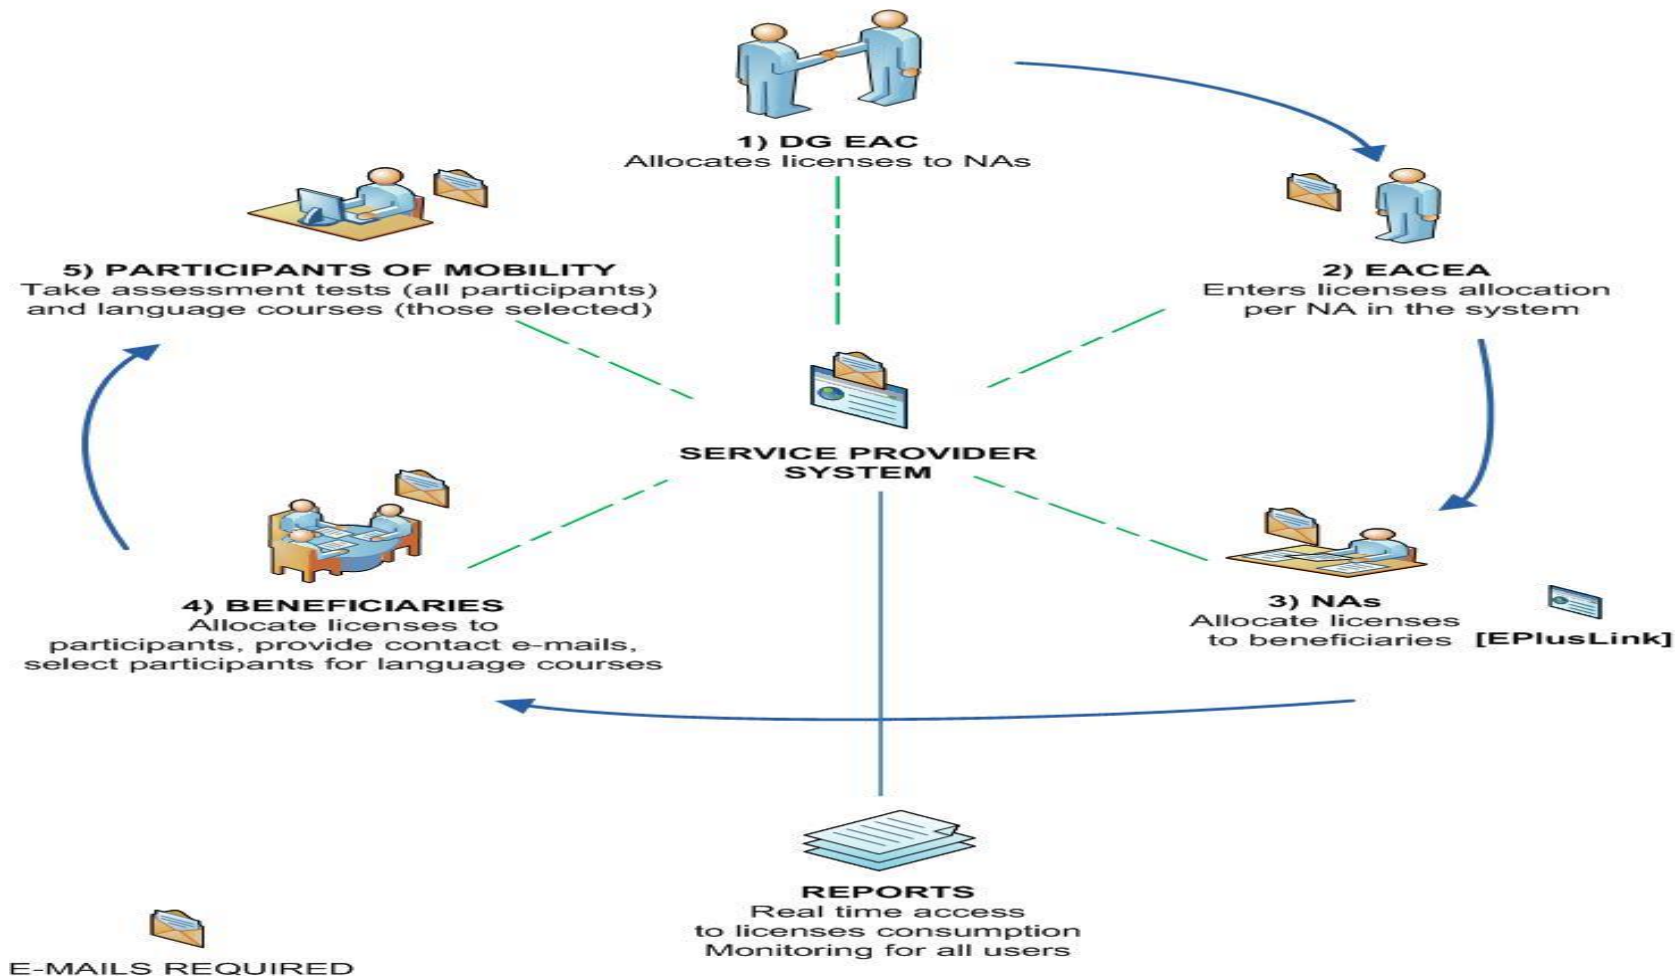 1) DG EAC
Allocates licenses to NAs
5) PARTICIPANTS OF MOBILITY
Take assessment tests (all participants)
and language courses (those selected)
2) EACEA
Enters licenses allocation
per NA in the system
SERVICE PROVIDER
SYSTEM
4) BENEFICIARIES
Allocate licenses to
participants, provide contact e-mails,
select participants for language courses
3) NAs
Allocate licenses
to beneficiaries
[EPlusLink]
REPORTS
Real time access
to licenses consumption
Monitoring for all users
E-MAILS REQUIRED